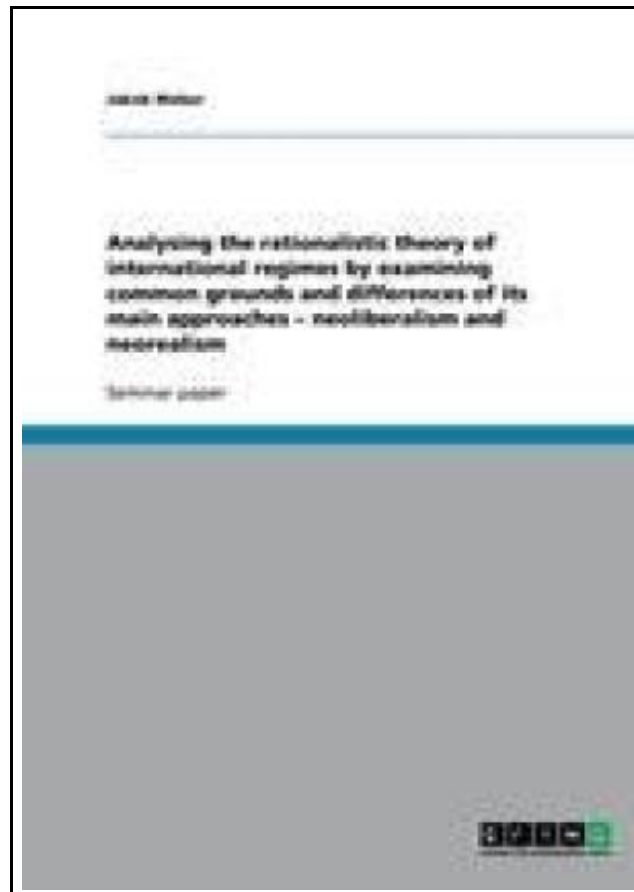 Analysing the rationalistic theory of
international regimes by examining
common grounds and differences of its
main approaches – neoliberalism and
neorealism
Seminar paper